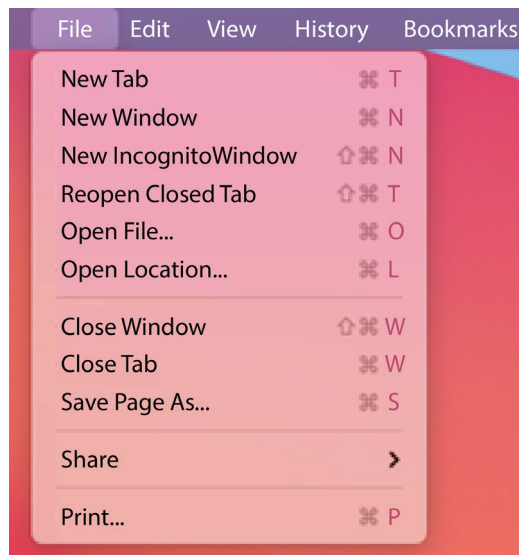 File Edit View History Bookmarks
New Tab ⌘ T
New Window ⌘ N
New IncognitoWindow ⇧⌘ N
Reopen Closed Tab ⇧⌘ T
Open File... ⌘ O
Open Location... ⌘ L
Close Window ⇧⌘ W
Close Tab ⌘ W
Save Page As... ⌘ S
Share
Print... ⌘ P